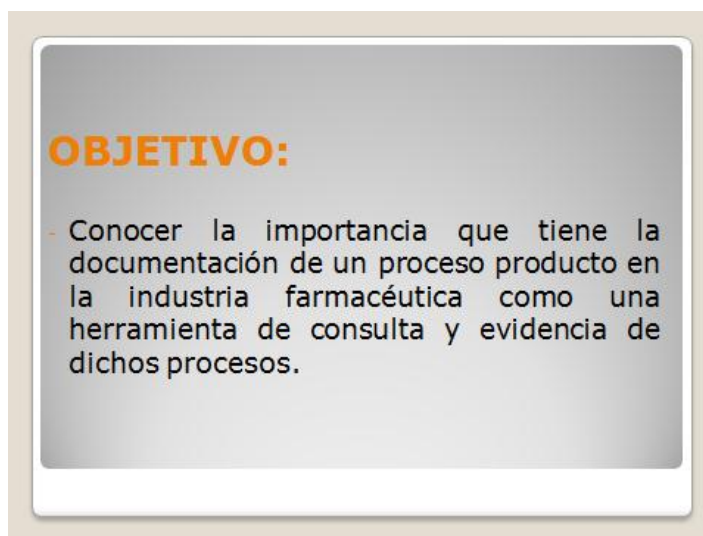 OBJETIVO:
- Conocer la importancia que tiene la
documentación de un proceso producto en
la industria farmacéutica como una
herramienta de consulta y evidencia de
dichos procesos.